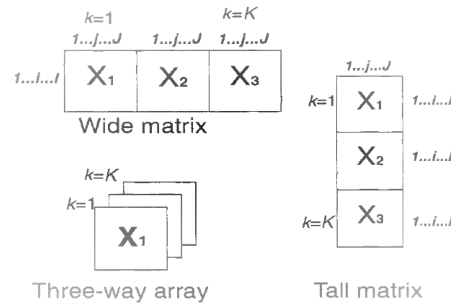 k=1 k=K
1...j...J 1...j...J 1...j...J
1...i...I X₁ X₂ X₃
Wide matrix
k=K
k=1
X₁
Three-way array
1...j...J
k=1 X₁ 1...i...I
X₂ 1...i...I
k=K X₃ 1...i...I
Tall matrix